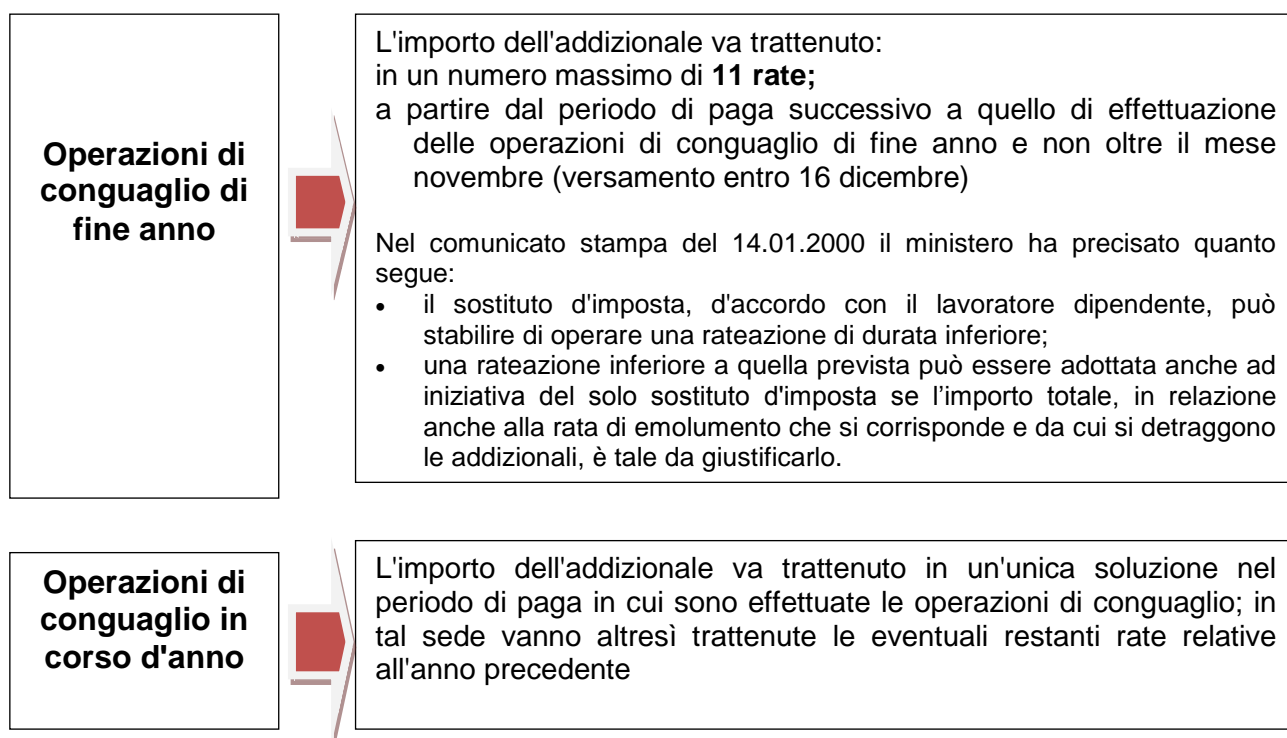 Operazioni di
conguaglio di
fine anno
L'importo dell'addizionale va trattenuto:
in un numero massimo di 11 rate;
a partire dal periodo di paga successivo a quello di effettuazione
delle operazioni di conguaglio di fine anno e non oltre il mese
novembre (versamento entro 16 dicembre)
Nel comunicato stampa del 14.01.2000 il ministero ha precisato quanto
segue:
• il sostituto d'imposta, d'accordo con il lavoratore dipendente, può
stabilire di operare una rateazione di durata inferiore;
• una rateazione inferiore a quella prevista può essere adottata anche ad
iniziativa del solo sostituto d'imposta se l’importo totale, in relazione
anche alla rata di emolumento che si corrisponde e da cui si detraggono
le addizionali, è tale da giustificarlo.
Operazioni di
conguaglio in
corso d'anno
L'importo dell'addizionale va trattenuto in un'unica soluzione nel
periodo di paga in cui sono effettuate le operazioni di conguaglio; in
tal sede vanno altresì trattenute le eventuali restanti rate relative
all'anno precedente